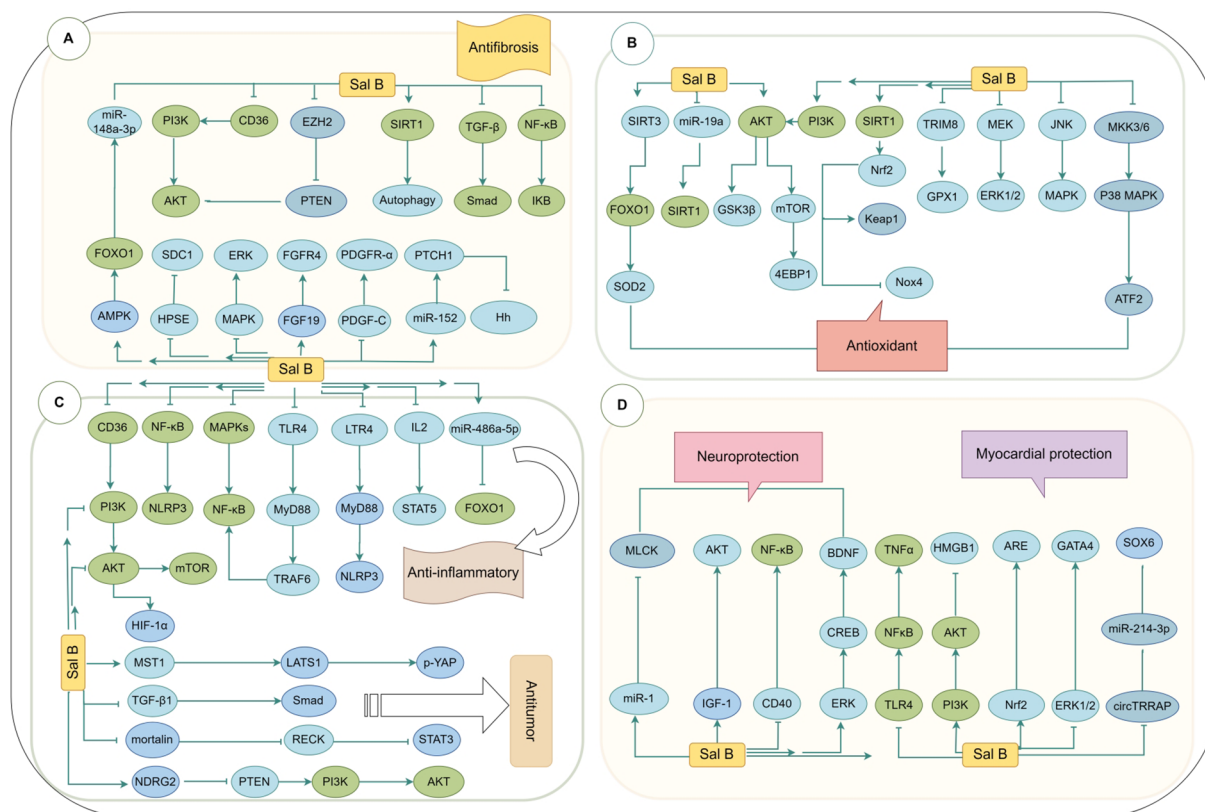 A
Antifibrosis
Sal B
miR-
148a-3p
PI3K
CD36
EZH2
SIRT1
TGF-β
NF-κB
AKT
PTEN
Autophagy
Smad
IKB
FOXO1
SDC1
ERK
FGFR4
PDGFR-α
PTCH1
AMPK
HPSE
MAPK
FGF19
PDGF-C
miR-152
Hh
Sal B
B
Sal B
Sal B
SIRT3
miR-19a
AKT
PI3K
SIRT1
TRIM8
MEK
JNK
MKK3/6
Nrf2
FOXO1
SIRT1
GSK3β
mTOR
Keap1
GPX1
ERK1/2
MAPK
P38 MAPK
SOD2
4EBP1
Nox4
ATF2
Antioxidant
C
CD36
NF-κB
MAPKs
TLR4
LTR4
IL2
miR-486a-5p
PI3K
NLRP3
NF-κB
MyD88
MyD88
STAT5
FOXO1
AKT
mTOR
TRAF6
NLRP3
Anti-inflammatory
HIF-1α
Sal B
MST1
LATS1
p-YAP
TGF-β1
Smad
Antitumor
mortalin
RECK
STAT3
NDRG2
PTEN
PI3K
AKT
D
Neuroprotection
Myocardial protection
MLCK
AKT
NF-κB
BDNF
TNFα
HMGB1
ARE
GATA4
SOX6
CREB
NFκB
AKT
miR-214-3p
miR-1
IGF-1
CD40
ERK
TLR4
PI3K
Nrf2
ERK1/2
circTRRAP
Sal B
Sal B